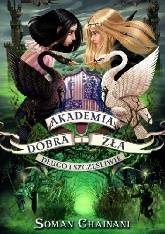 AKADEMIA
DOBRA ZŁA
DŁUGO I SZCZĘŚLIWIE
SOMAN CHAINANI